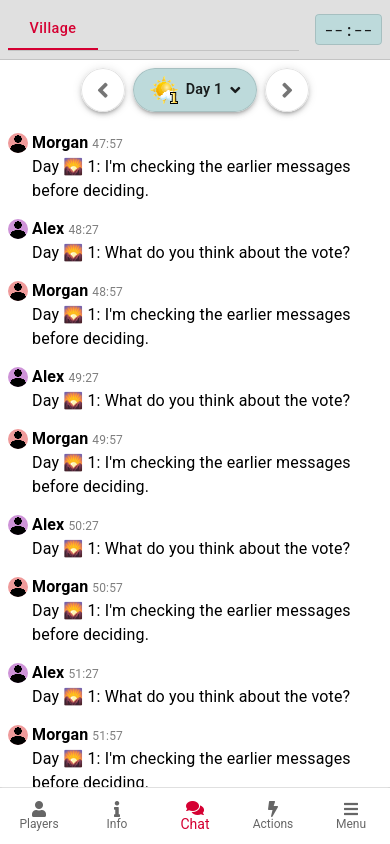 Village
--:--
1 Day 1
Morgan 47:57
Day 🌄 1: I'm checking the earlier messages
before deciding.
Alex 48:27
Day 🌄 1: What do you think about the vote?
Morgan 48:57
Day 🌄 1: I'm checking the earlier messages
before deciding.
Alex 49:27
Day 🌄 1: What do you think about the vote?
Morgan 49:57
Day 🌄 1: I'm checking the earlier messages
before deciding.
Alex 50:27
Day 🌄 1: What do you think about the vote?
Morgan 50:57
Day 🌄 1: I'm checking the earlier messages
before deciding.
Alex 51:27
Day 🌄 1: What do you think about the vote?
Morgan 51:57
Day 🌄 1: I'm checking the earlier messages
before deciding.
Players Info Chat Actions Menu